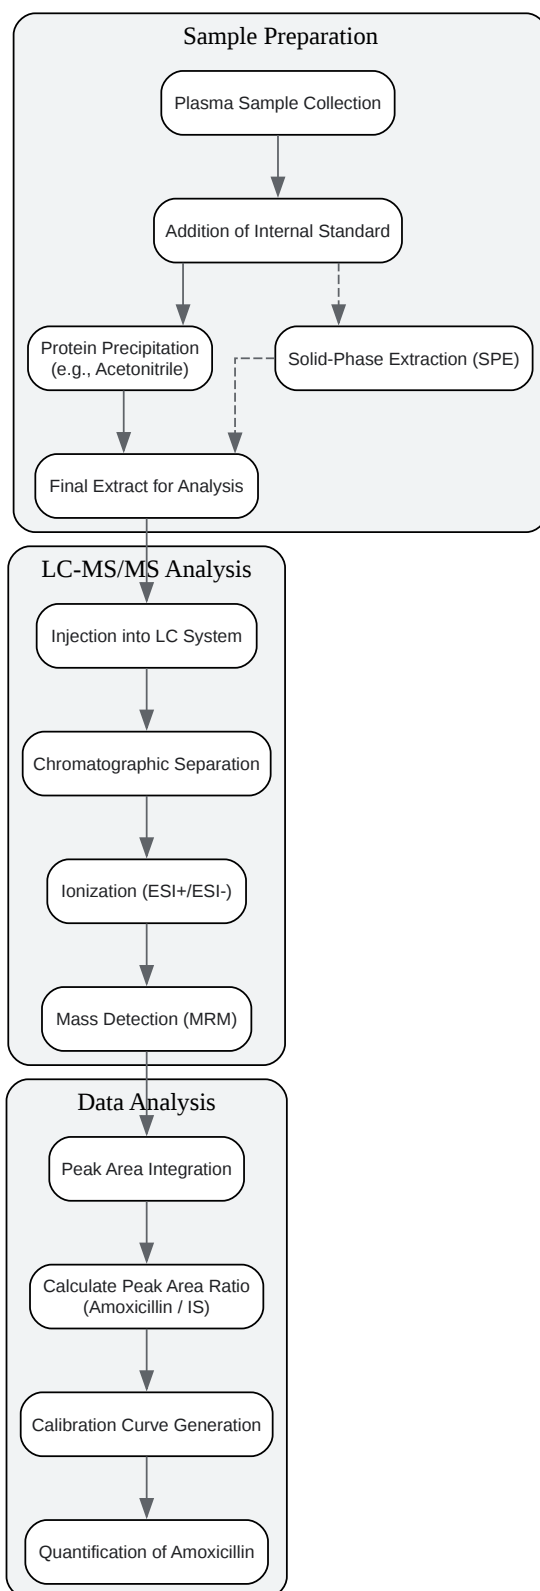 Sample Preparation
Plasma Sample Collection
Addition of Internal Standard
Protein Precipitation
(e.g., Acetonitrile)
Solid-Phase Extraction (SPE)
Final Extract for Analysis
LC-MS/MS Analysis
Injection into LC System
Chromatographic Separation
Ionization (ESI+/ESI-)
Mass Detection (MRM)
Data Analysis
Peak Area Integration
Calculate Peak Area Ratio
(Amoxicillin / IS)
Calibration Curve Generation
Quantification of Amoxicillin